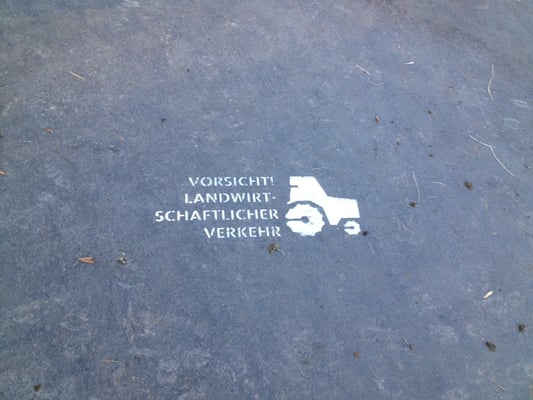 VORSICHT!
LANDWIRT-
SCHAFTLICHER
VERKEHR